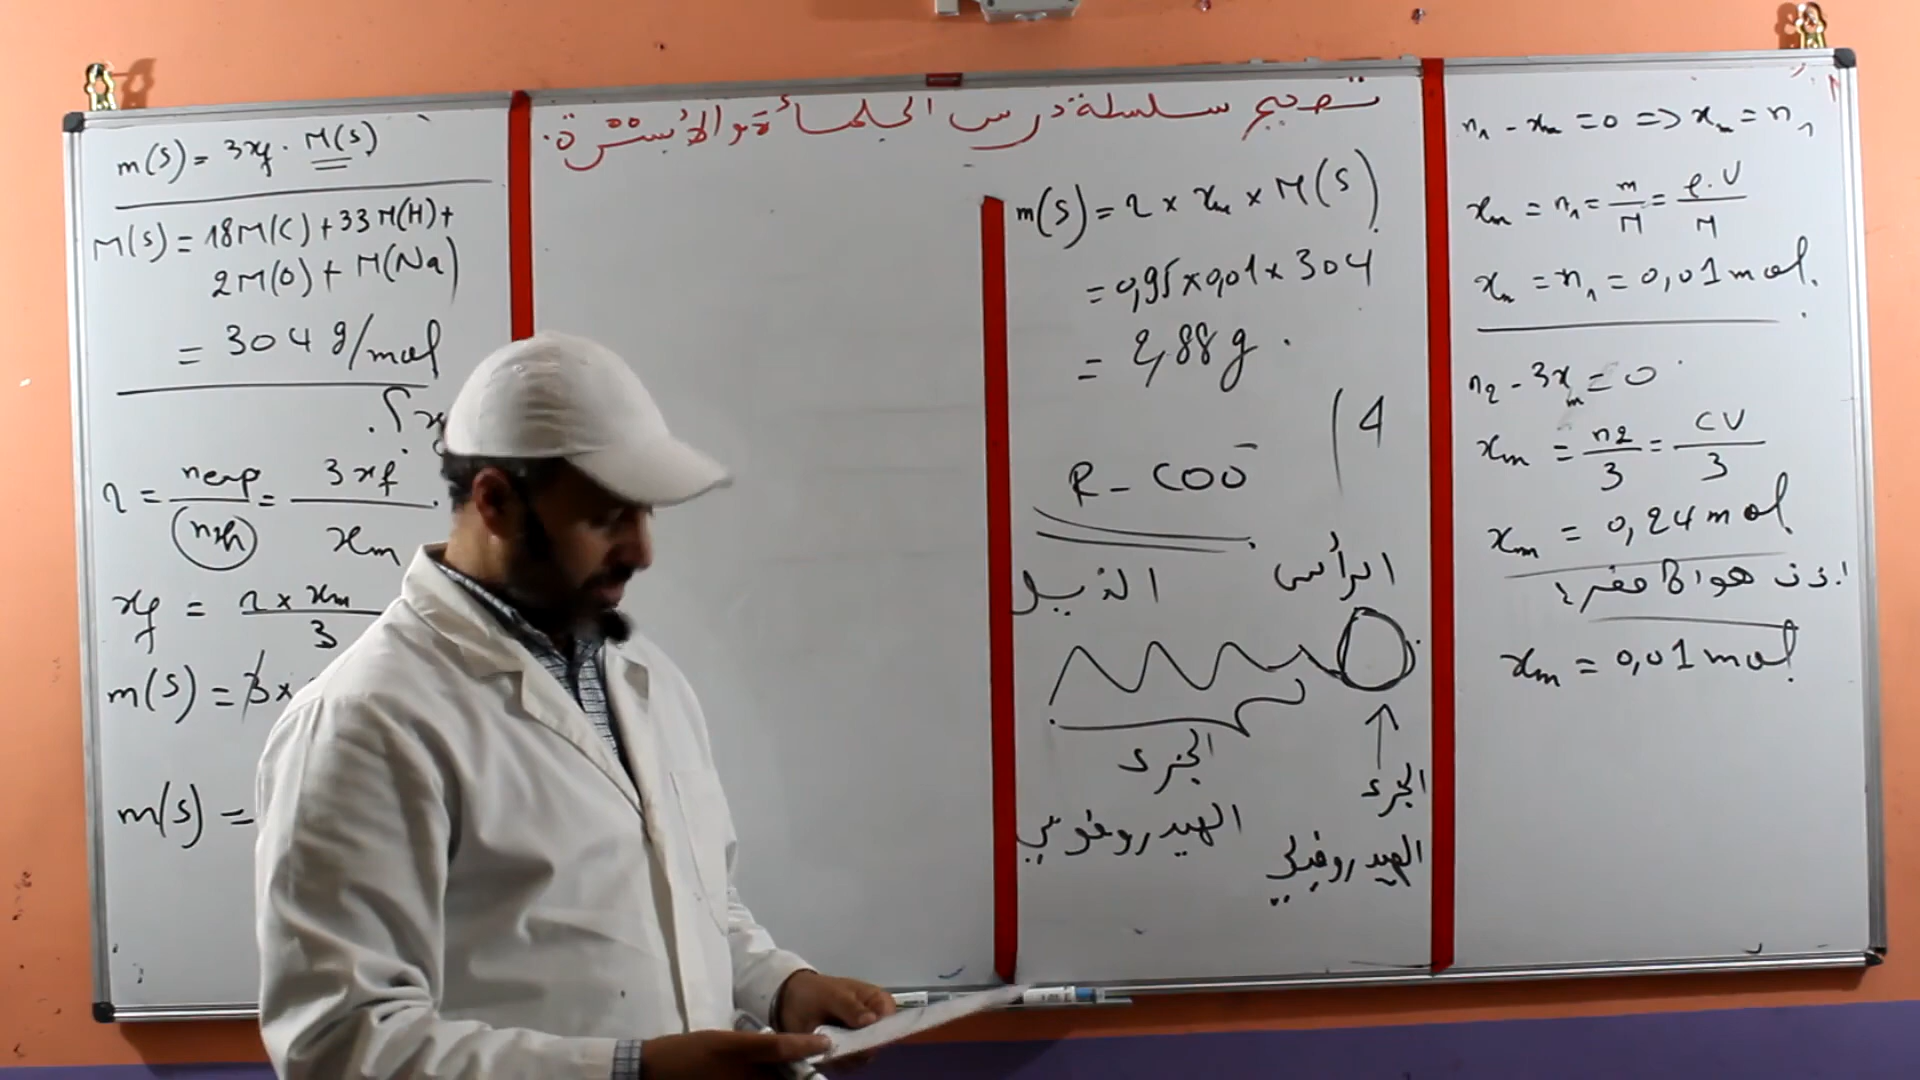 تصحيح سلسلة درس الحلمأة والأسترة.
n₁ - xm = 0 => xm = n₁
xm = n₁ = m/M = ρ.V/M
xm = n₁ = 0,01 mol.
n2 - 3xm = 0
xm = n2/3 = CV/3
xm = 0,24 mol
إذن هو المفرط
xm = 0,01 mol
m(S) = r × xm × M(S)
= 0,95 × 0,01 × 304
= 2,88 g.
4)
R - COO⁻
الرأس
الذيل
الجزء
الهيدروفيلي
الجزء
الهيدروفوبي
m(S) = 3xf . M(S)
M(S) = 18M(C) + 33M(H) +
2M(O) + M(Na)
= 304 g/mol
؟
r = nexp/nth = 3xf/xm
xf = r × xm/3
m(S) = 3 ×
m(S) =